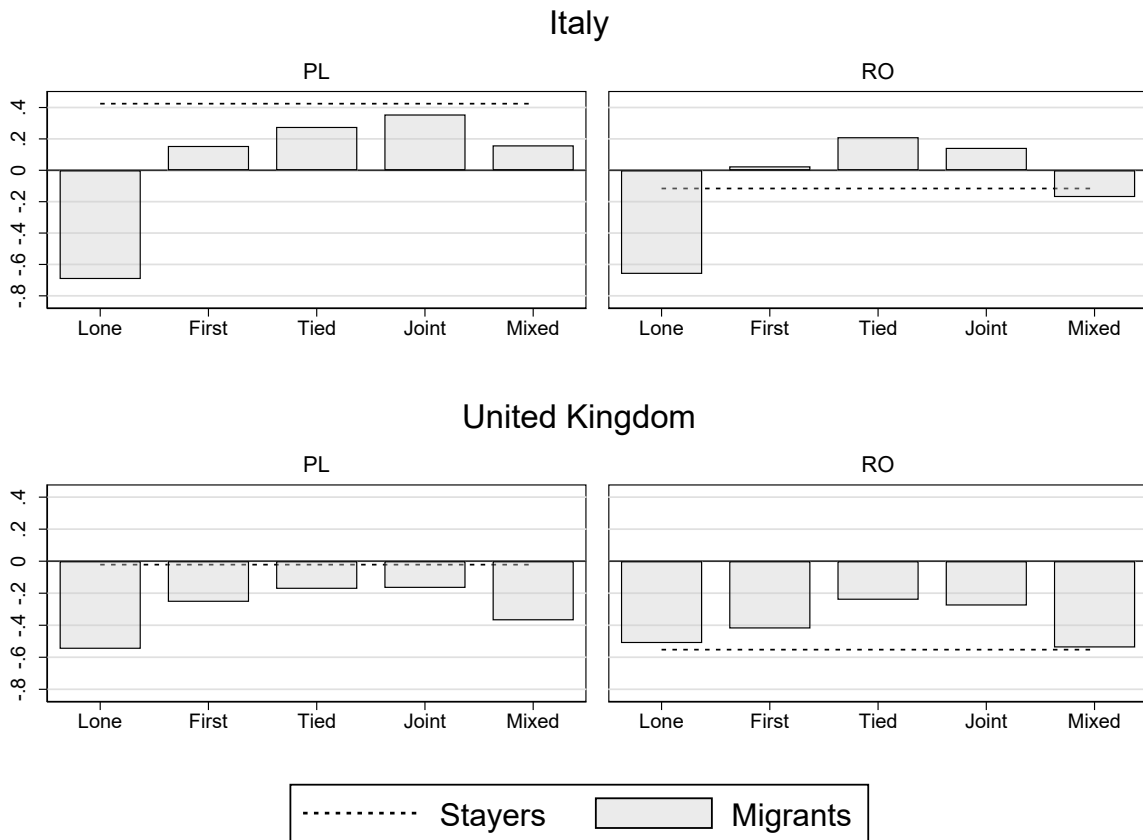 Italy
PL RO
.4
.2
0
-.2
-.4
-.6
-.8
Lone First Tied Joint Mixed Lone First Tied Joint Mixed
United Kingdom
PL RO
.4
.2
0
-.2
-.4
-.6
-.8
Lone First Tied Joint Mixed Lone First Tied Joint Mixed
Stayers Migrants